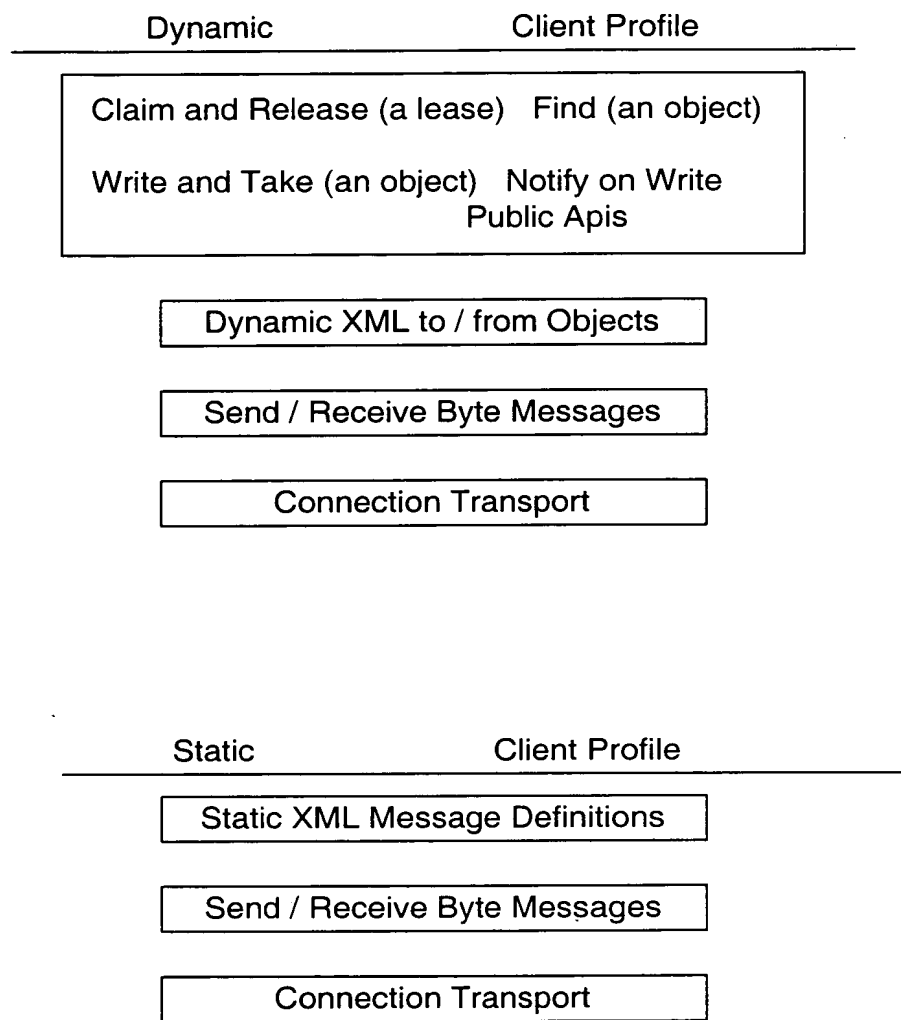 Dynamic Client Profile
Claim and Release (a lease) Find (an object)
Write and Take (an object) Notify on Write
Public Apis
Dynamic XML to / from Objects
Send / Receive Byte Messages
Connection Transport
Static Client Profile
Static XML Message Definitions
Send / Receive Byte Messages
Connection Transport